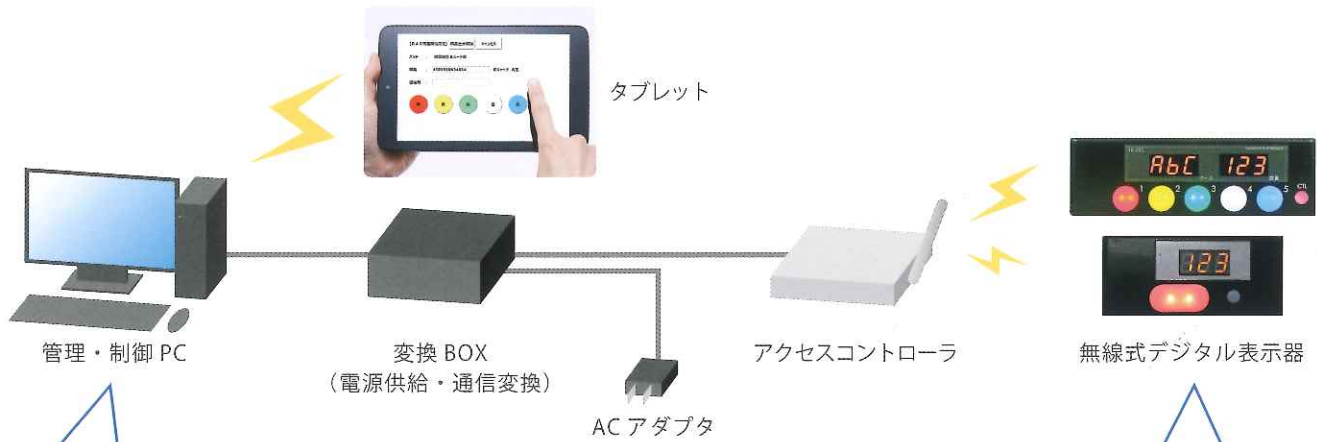 タブレット
AbC 123
1 2 3 4 5 CTL
123
管理・制御 PC
変換 BOX
（電源供給・通信変換）
アクセスコントローラ
無線式デジタル表示器
AC アダプタ